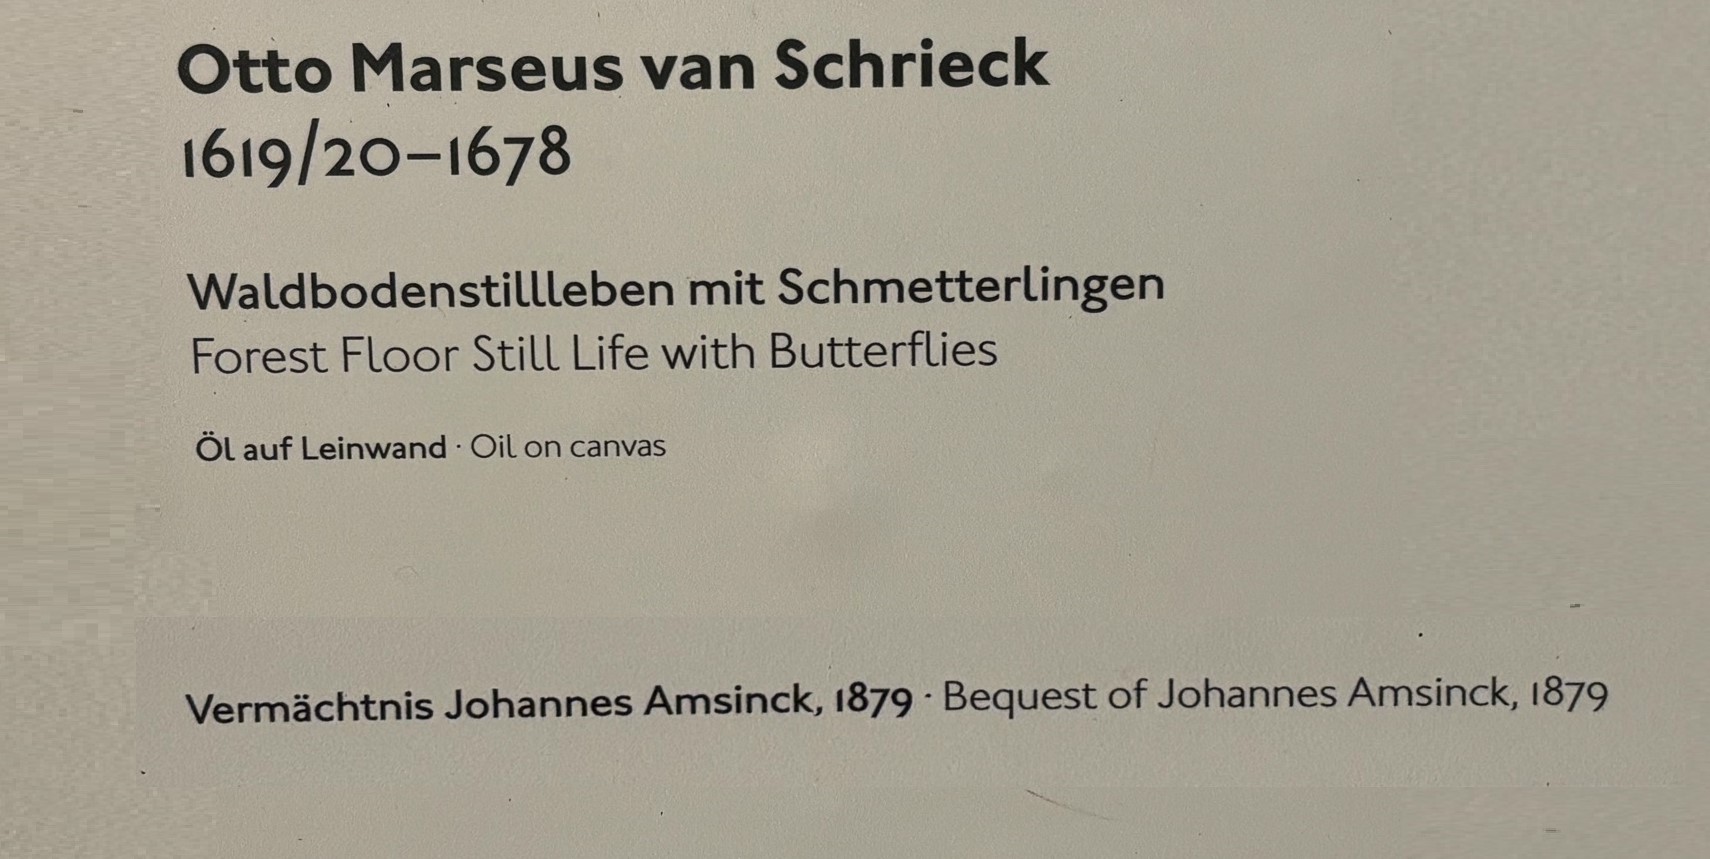 Otto Marseus van Schrieck
1619/20–1678
Waldbodenstillleben mit Schmetterlingen
Forest Floor Still Life with Butterflies
Öl auf Leinwand · Oil on canvas
Vermächtnis Johannes Amsinck, 1879 · Bequest of Johannes Amsinck, 1879